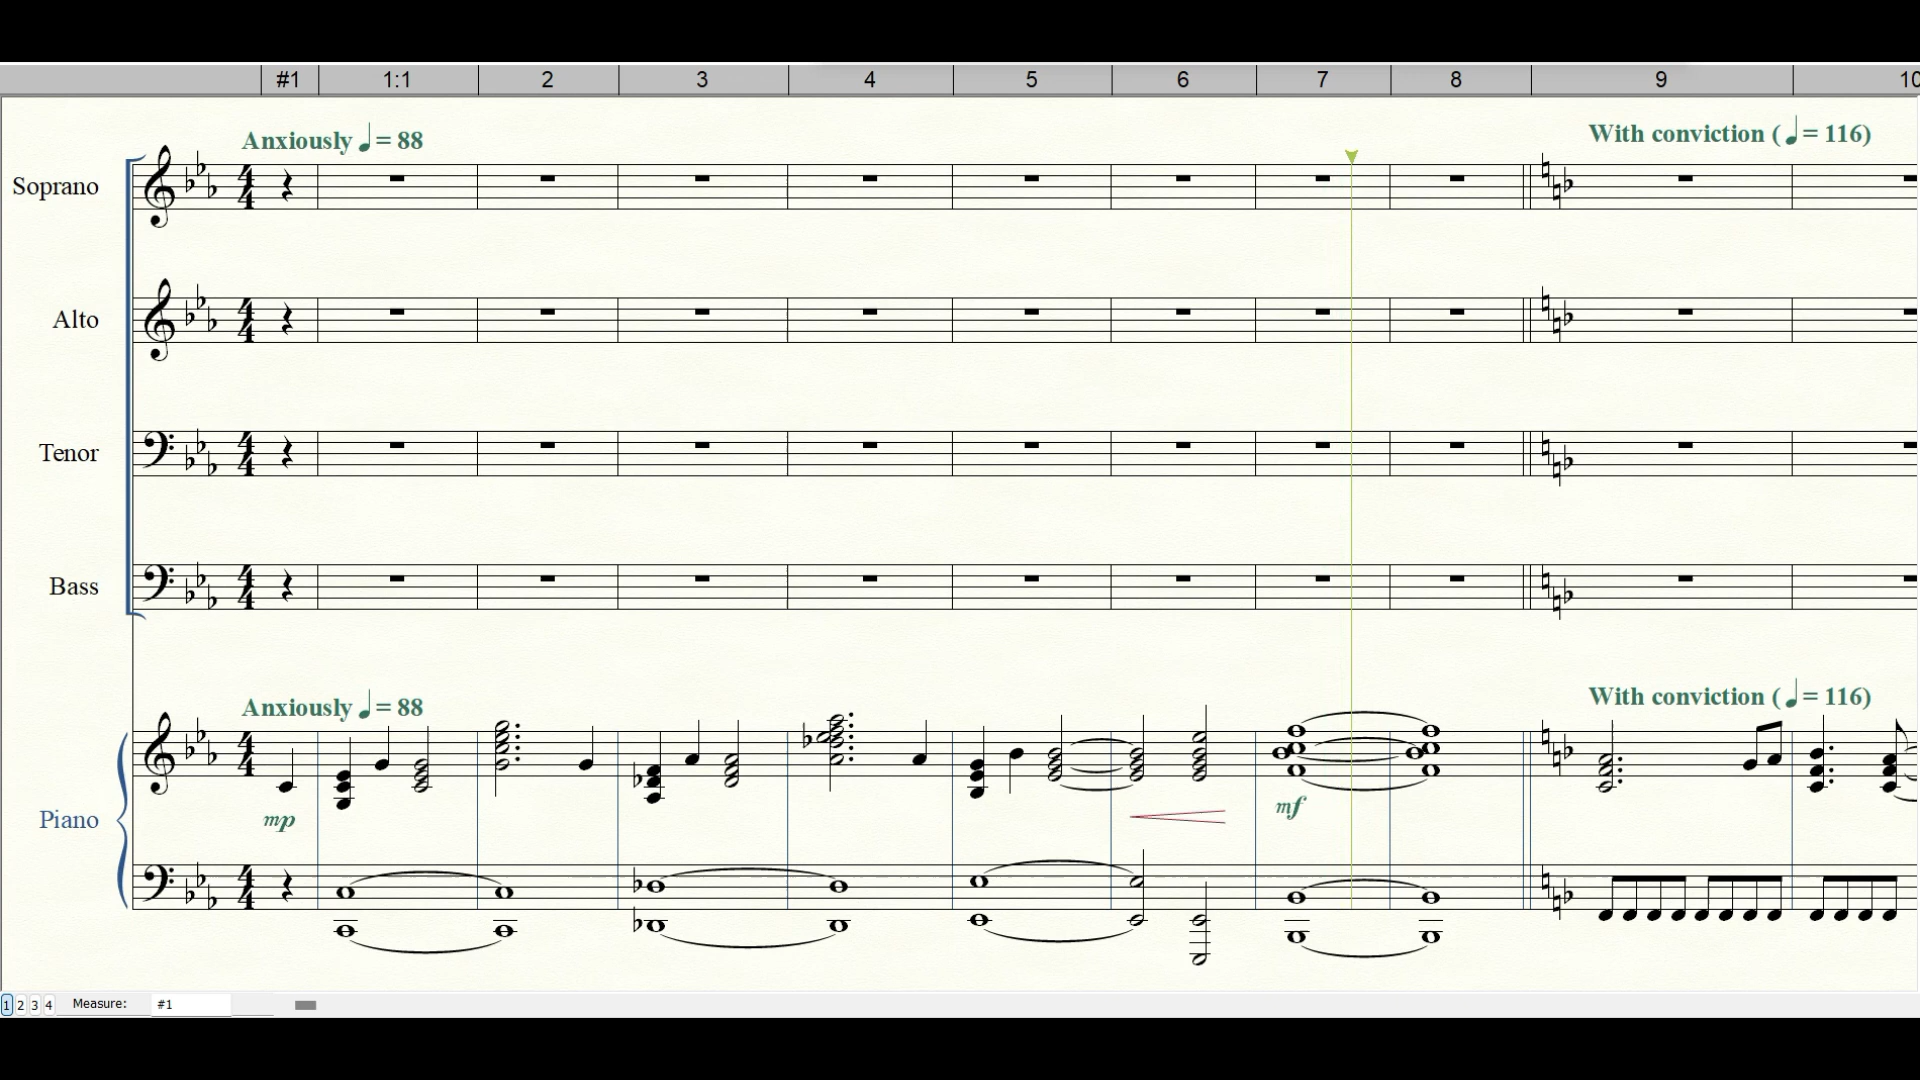 #1 1:1 2 3 4 5 6 7 8 9 10
Anxiously ♩ = 88 With conviction (♩ = 116)
Soprano
Alto
Tenor
Bass
Anxiously ♩ = 88 With conviction (♩ = 116)
Piano
mp mf
1 2 3 4 Measure: #1